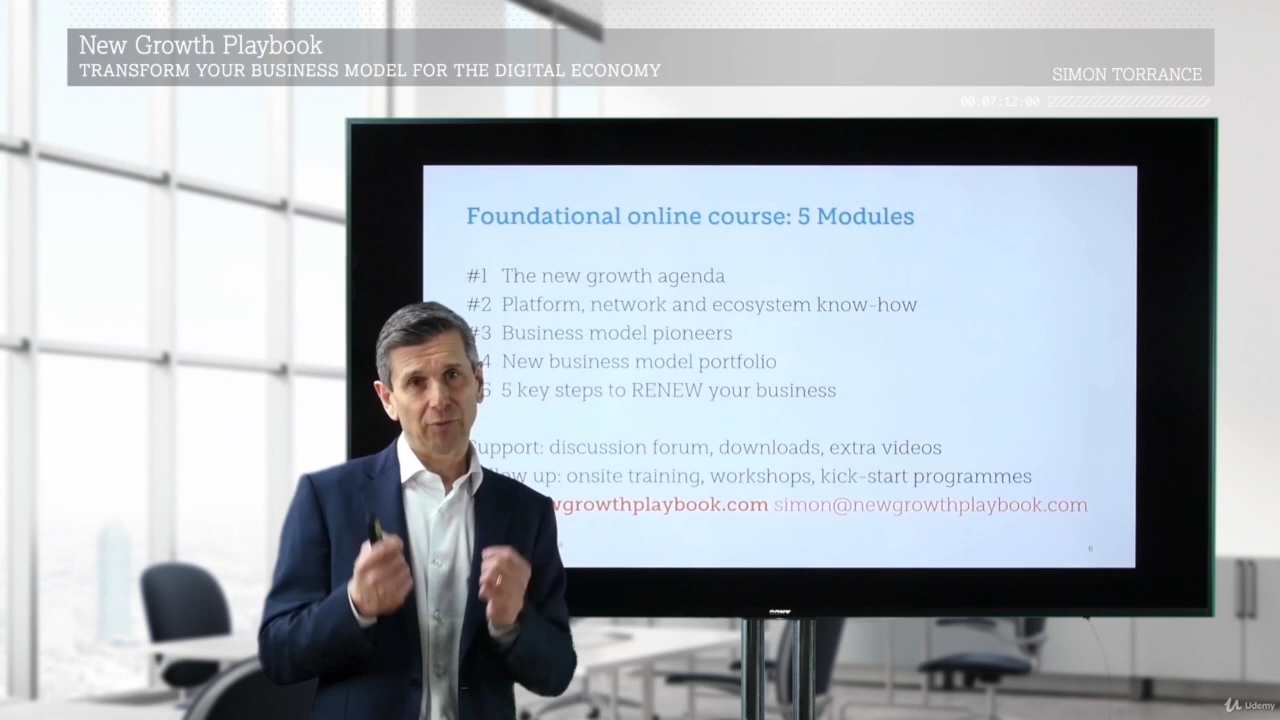 New Growth Playbook
TRANSFORM YOUR BUSINESS MODEL FOR THE DIGITAL ECONOMY
SIMON TORRANCE
00:07:12:00
Foundational online course: 5 Modules
#1 The new growth agenda
#2 Platform, network and ecosystem know-how
#3 Business model pioneers
4 New business model portfolio
5 5 key steps to RENEW your business
upport: discussion forum, downloads, extra videos
ow up: onsite training, workshops, kick-start programmes
wgrowthplaybook.com simon@newgrowthplaybook.com
6
SONY
Udemy